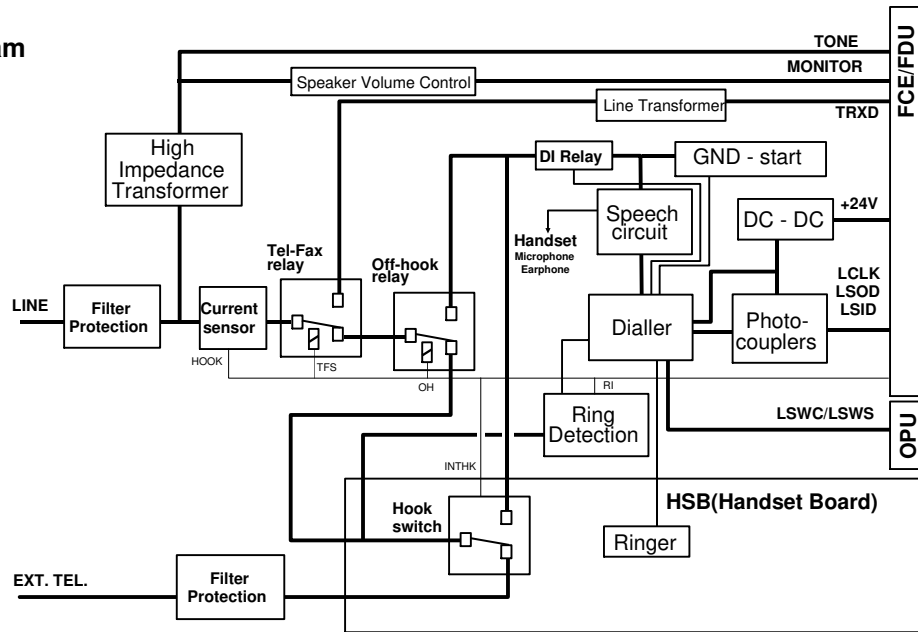 am
TONE
MONITOR
Speaker Volume Control
Line Transformer
TRXD
FCE/FDU
High
Impedance
Transformer
DI Relay
GND - start
Speech
circuit
DC - DC
+24V
Handset
Microphone
Earphone
Tel-Fax
relay
Off-hook
relay
LCLK
LSOD
LSID
LINE
Filter
Protection
Current
sensor
Dialler
Photo-
couplers
HOOK
TFS
OH
RI
Ring
Detection
LSWC/LSWS
OPU
INTHK
Hook
switch
HSB(Handset Board)
Ringer
EXT. TEL.
Filter
Protection